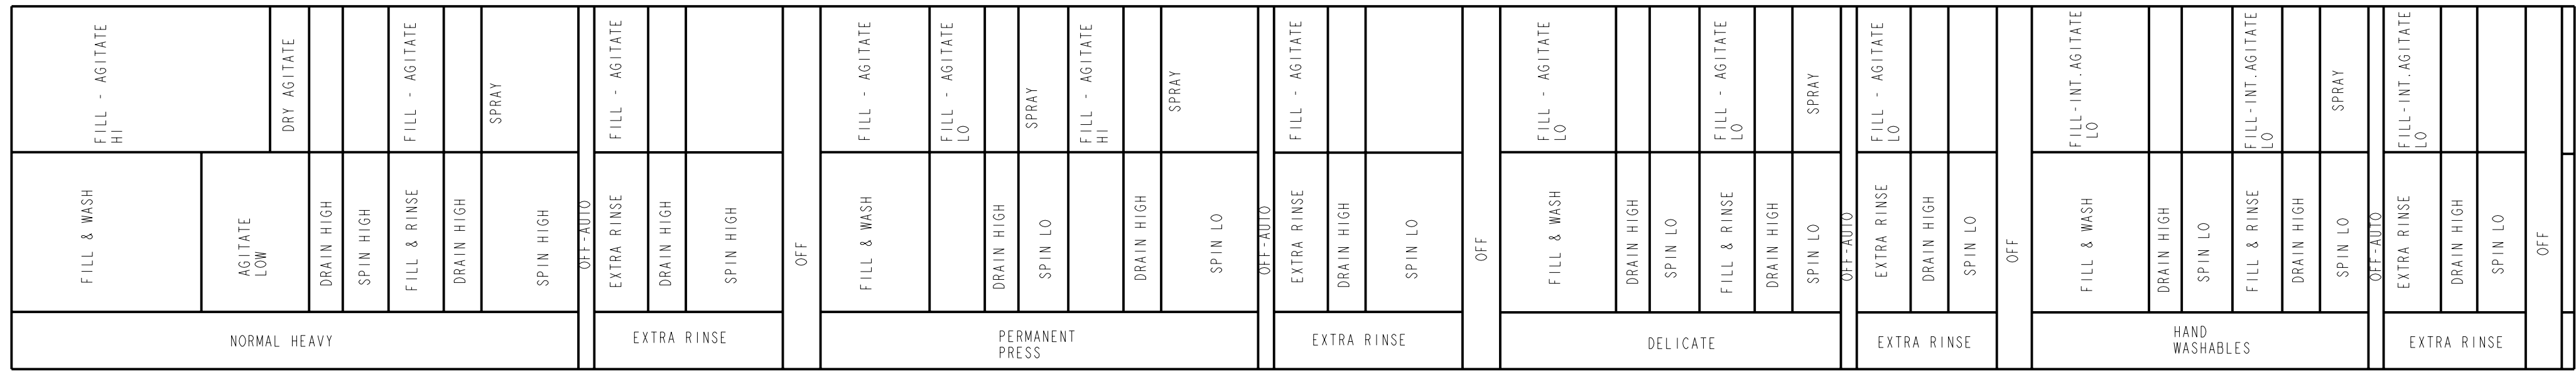 FILL - AGITATE
HI
DRY AGITATE
FILL - AGITATE
SPRAY
FILL - AGITATE
FILL - AGITATE
FILL - AGITATE
LO
SPRAY
FILL - AGITATE
HI
SPRAY
FILL - AGITATE
FILL - AGITATE
LO
FILL - AGITATE
LO
SPRAY
FILL - AGITATE
LO
FILL-INT.AGITATE
LO
FILL-INT.AGITATE
LO
SPRAY
FILL-INT.AGITATE
LO
FILL & WASH
AGITATE
LOW
DRAIN HIGH
SPIN HIGH
FILL & RINSE
DRAIN HIGH
SPIN HIGH
OFF-AUTO
EXTRA RINSE
DRAIN HIGH
SPIN HIGH
OFF
FILL & WASH
DRAIN HIGH
SPIN LO
DRAIN HIGH
SPIN LO
OFF-AUTO
EXTRA RINSE
DRAIN HIGH
SPIN LO
OFF
FILL & WASH
DRAIN HIGH
SPIN LO
FILL & RINSE
DRAIN HIGH
SPIN LO
OFF-AUTO
EXTRA RINSE
DRAIN HIGH
SPIN LO
OFF
FILL & WASH
DRAIN HIGH
SPIN LO
FILL & RINSE
DRAIN HIGH
SPIN LO
OFF-AUTO
EXTRA RINSE
DRAIN HIGH
SPIN LO
OFF
NORMAL HEAVY
EXTRA RINSE
PERMANENT
PRESS
EXTRA RINSE
DELICATE
EXTRA RINSE
HAND
WASHABLES
EXTRA RINSE